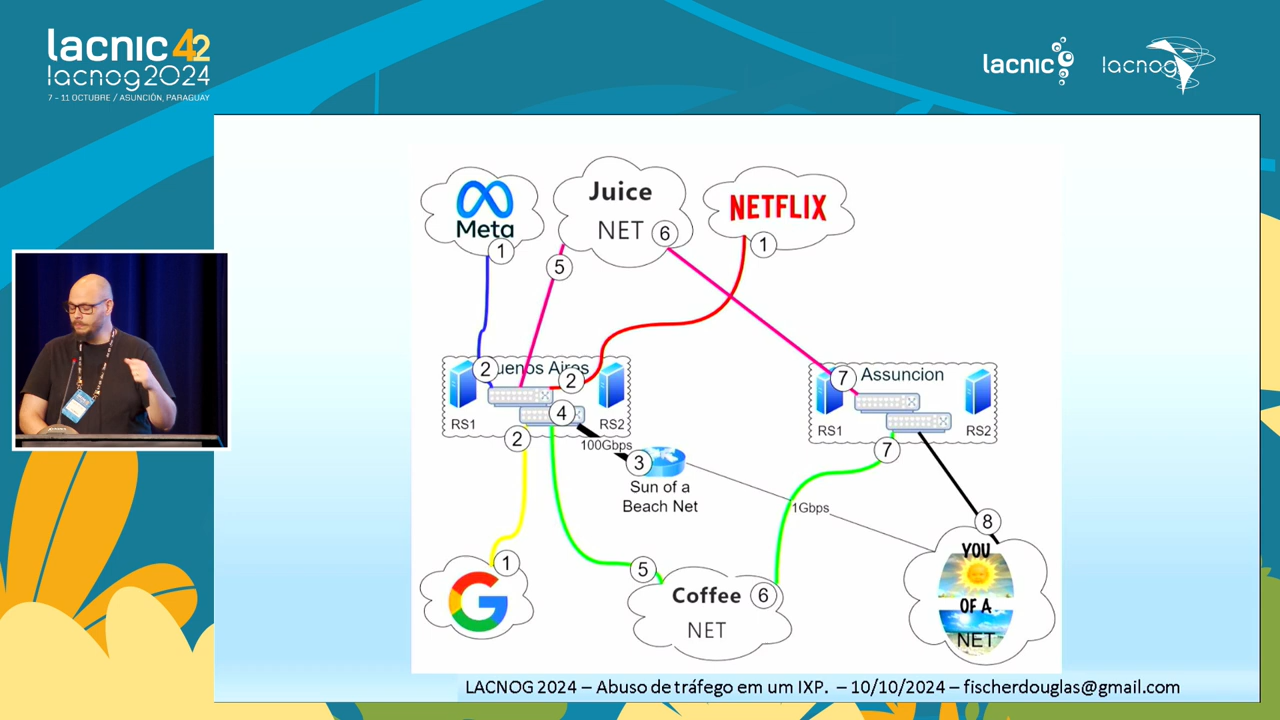 lacnic 42
lacnog2024
7 - 11 OCTUBRE / ASUNCIÓN, PARAGUAY
lacnic
lacnog
Meta
1
Juice
NET
6
5
NETFLIX
1
2
uenos Aires
2
RS1
4
RS2
2
100Gbps
3
Sun of a
Beach Net
7
Assuncion
RS1
RS2
7
1Gbps
8
YOU
OF A
NET
1
G
5
Coffee
NET
6
LACNOG 2024 – Abuso de tráfego em um IXP. – 10/10/2024 – fischerdouglas@gmail.com